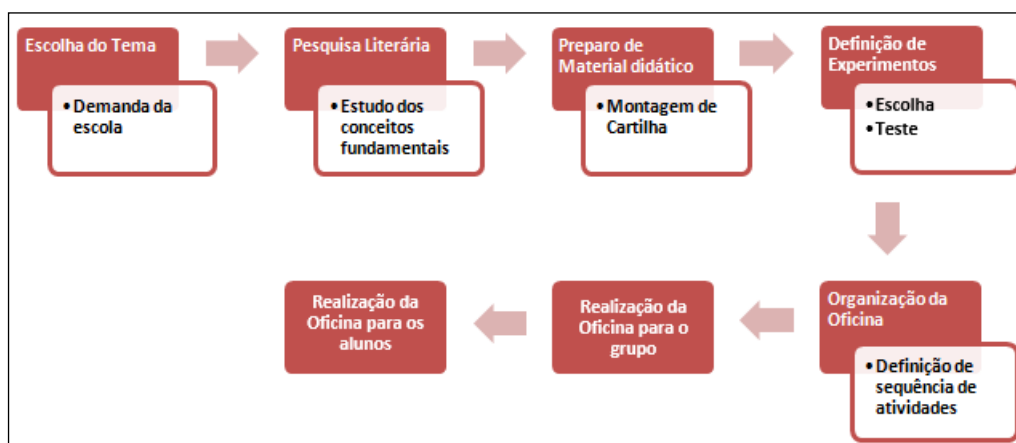 Escolha do Tema
• Demanda da
escola
Pesquisa Literária
• Estudo dos
conceitos
fundamentais
Preparo de
Material didático
• Montagem de
Cartilha
Definição de
Experimentos
• Escolha
• Teste
Organização da
Oficina
• Definição de
sequência de
atividades
Realização da
Oficina para o
grupo
Realização da
Oficina para os
alunos